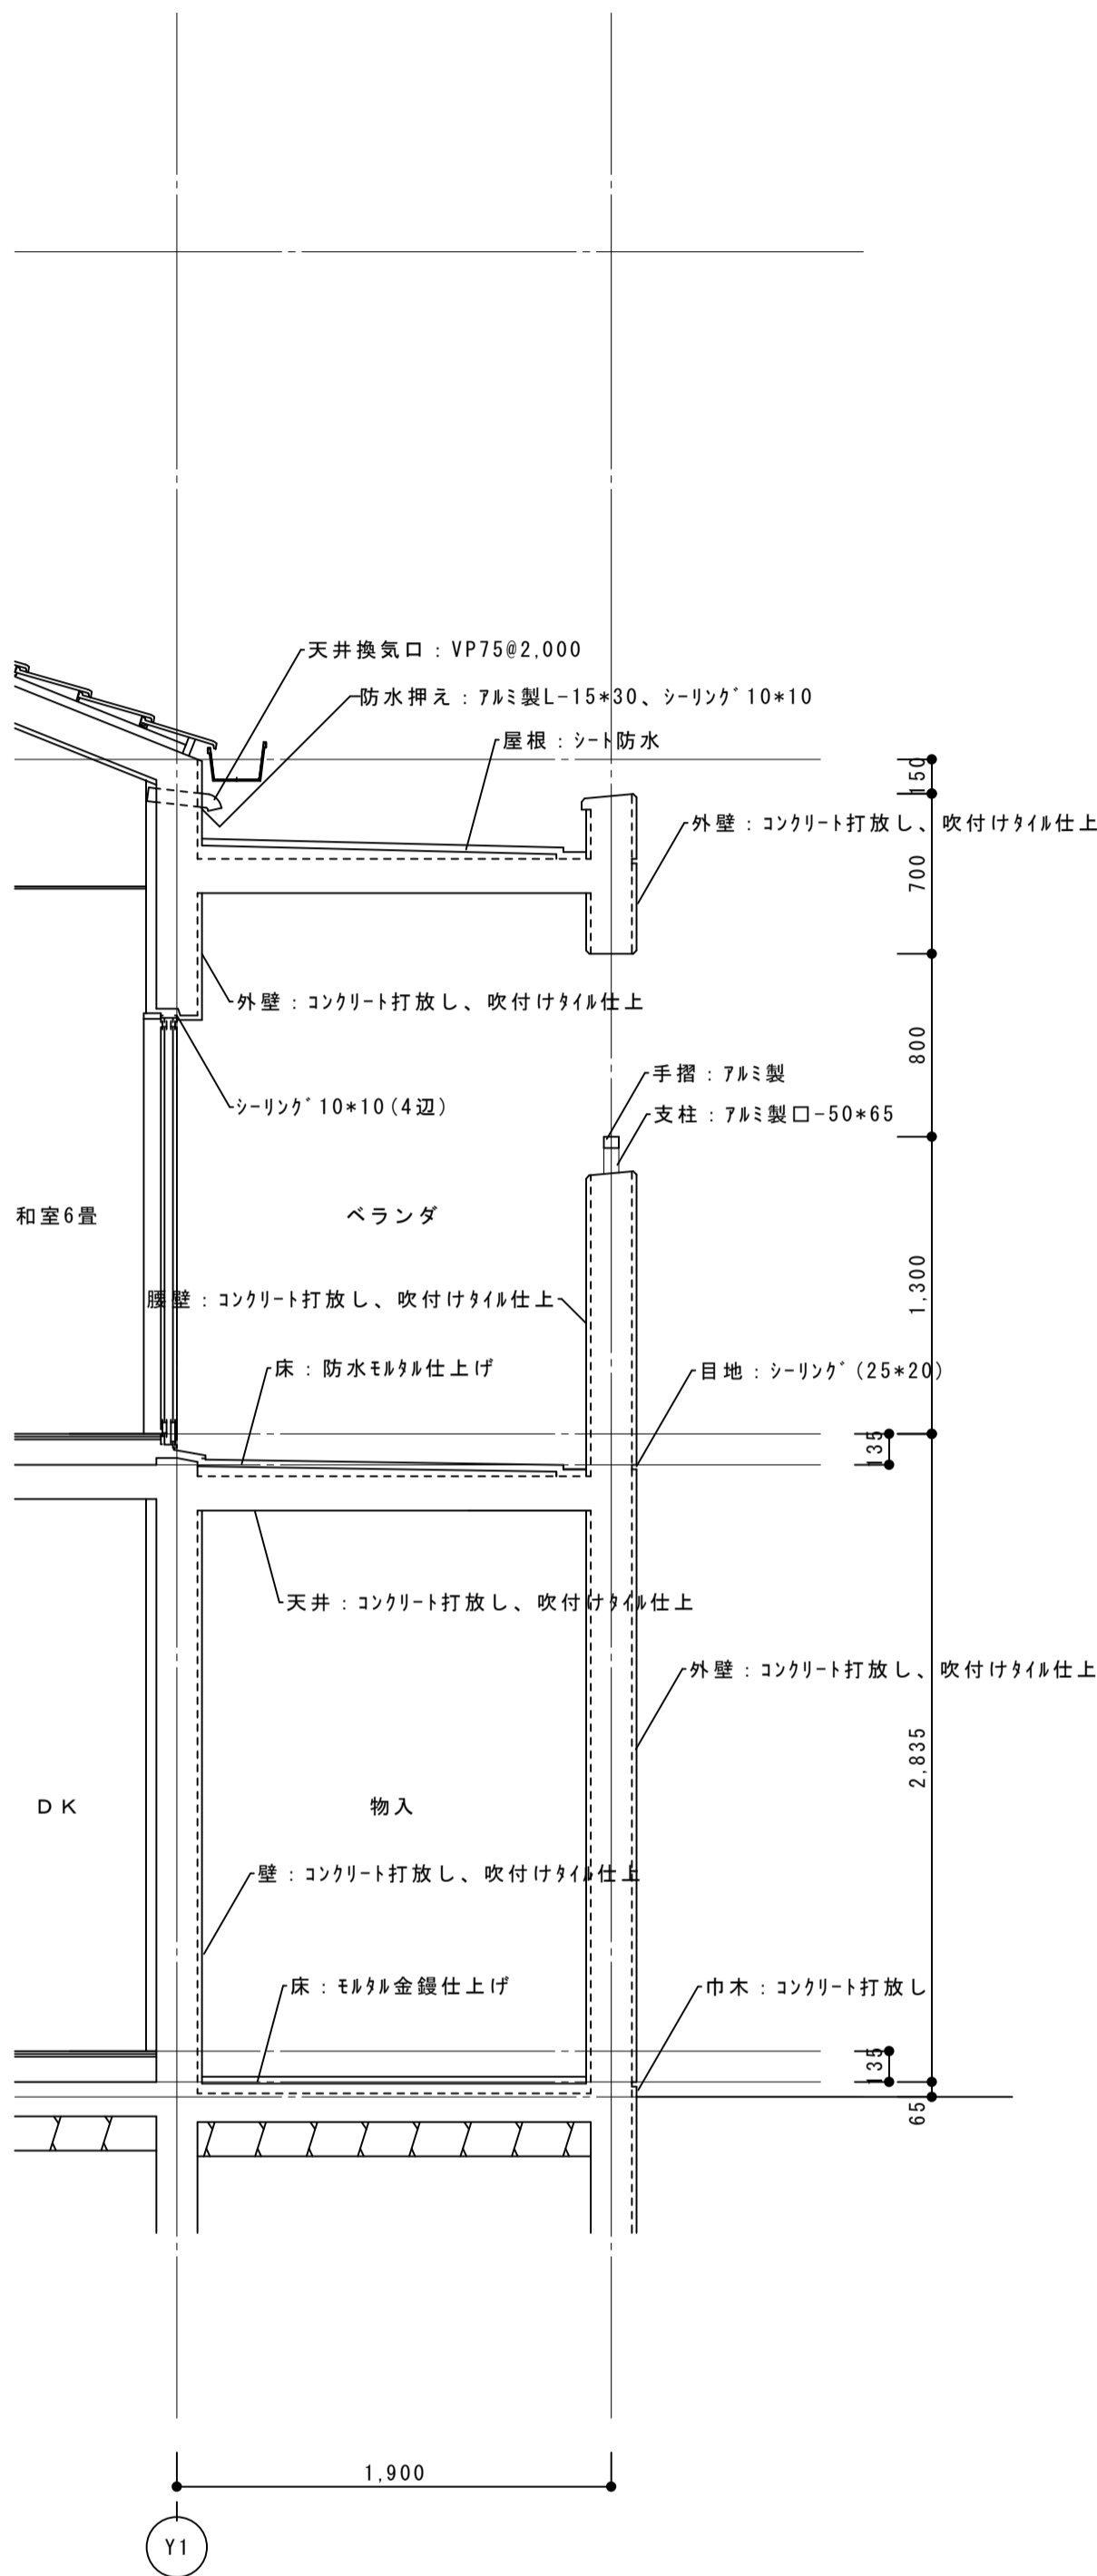 天井換気口：VP75@2,000
防水押え：ｱﾙﾐ製L-15*30、ｼｰﾘﾝｸﾞ10*10
屋根：ｼｰﾄ防水
150
外壁：ｺﾝｸﾘｰﾄ打放し、吹付けﾀｲﾙ仕上
700
外壁：ｺﾝｸﾘｰﾄ打放し、吹付けﾀｲﾙ仕上
800
手摺：ｱﾙﾐ製
ｼｰﾘﾝｸﾞ10*10(4辺)
支柱：ｱﾙﾐ製口-50*65
和室6畳
ベランダ
1,300
腰壁：ｺﾝｸﾘｰﾄ打放し、吹付けﾀｲﾙ仕上
床：防水ﾓﾙﾀﾙ仕上げ
目地：ｼｰﾘﾝｸﾞ(25*20)
135
天井：ｺﾝｸﾘｰﾄ打放し、吹付けﾀｲﾙ仕上
外壁：ｺﾝｸﾘｰﾄ打放し、吹付けﾀｲﾙ仕上
2,835
ＤＫ
物入
壁：ｺﾝｸﾘｰﾄ打放し、吹付けﾀｲﾙ仕上
床：ﾓﾙﾀﾙ金鏝仕上げ
巾木：ｺﾝｸﾘｰﾄ打放し
135
65
1,900
Y1